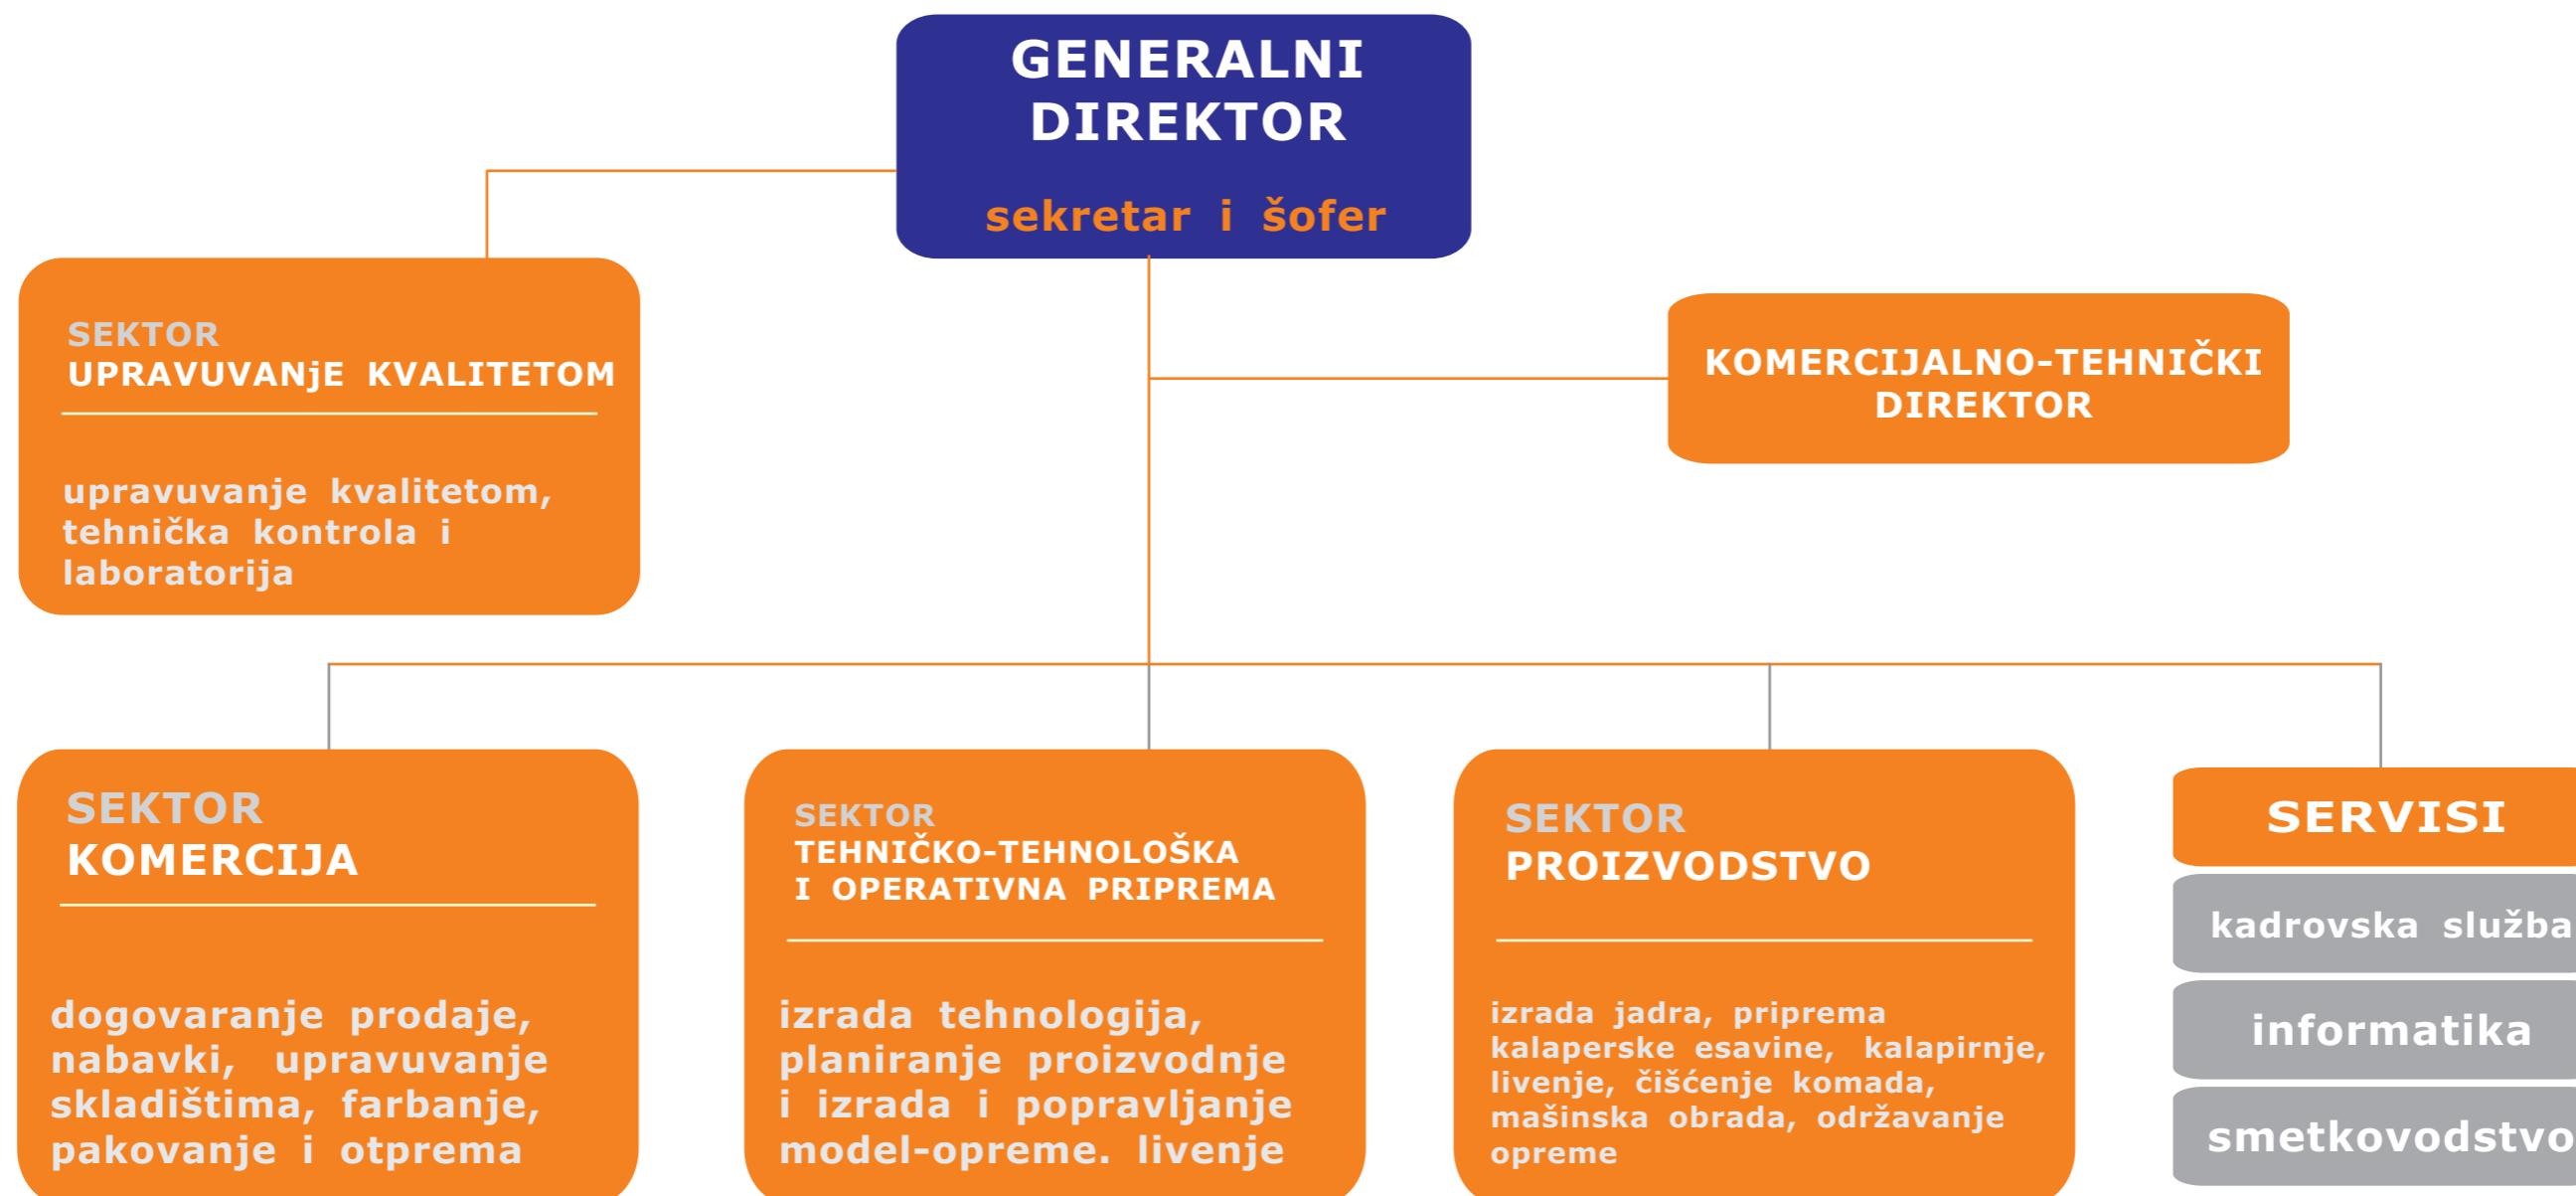 GENERALNI
DIREKTOR
sekretar i šofer
SEKTOR
UPRAVUVANjE KVALITETOM
upravuvanje kvalitetom,
tehnička kontrola i
laboratorija
KOMERCIJALNO-TEHNIČKI
DIREKTOR
SEKTOR
KOMERCIJA
dogovaranje prodaje,
nabavki, upravuvanje
skladištima, farbanje,
pakovanje i otprema
SEKTOR
TEHNIČKO-TEHNOLOŠKA
I OPERATIVNA PRIPREMA
izrada tehnologija,
planiranje proizvodnje
i izrada i popravljanje
model-opreme. livenje
SEKTOR
PROIZVODSTVO
izrada jadra, priprema
kalaperske esavine, kalapirnje,
livenje, čišćenje komada,
mašinska obrada, održavanje
opreme
SERVISI
kadrovska služba
informatika
smetkovodstvo